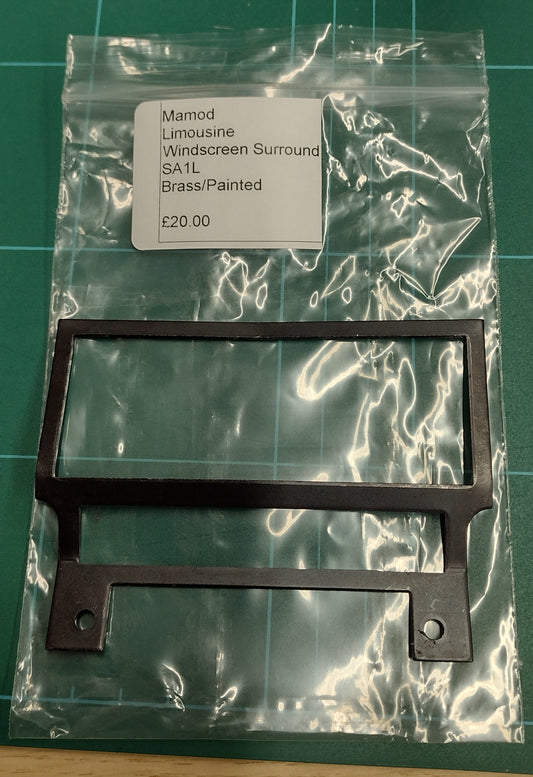 Mamod
Limousine
Windscreen Surround
SA1L
Brass/Painted
£20.00